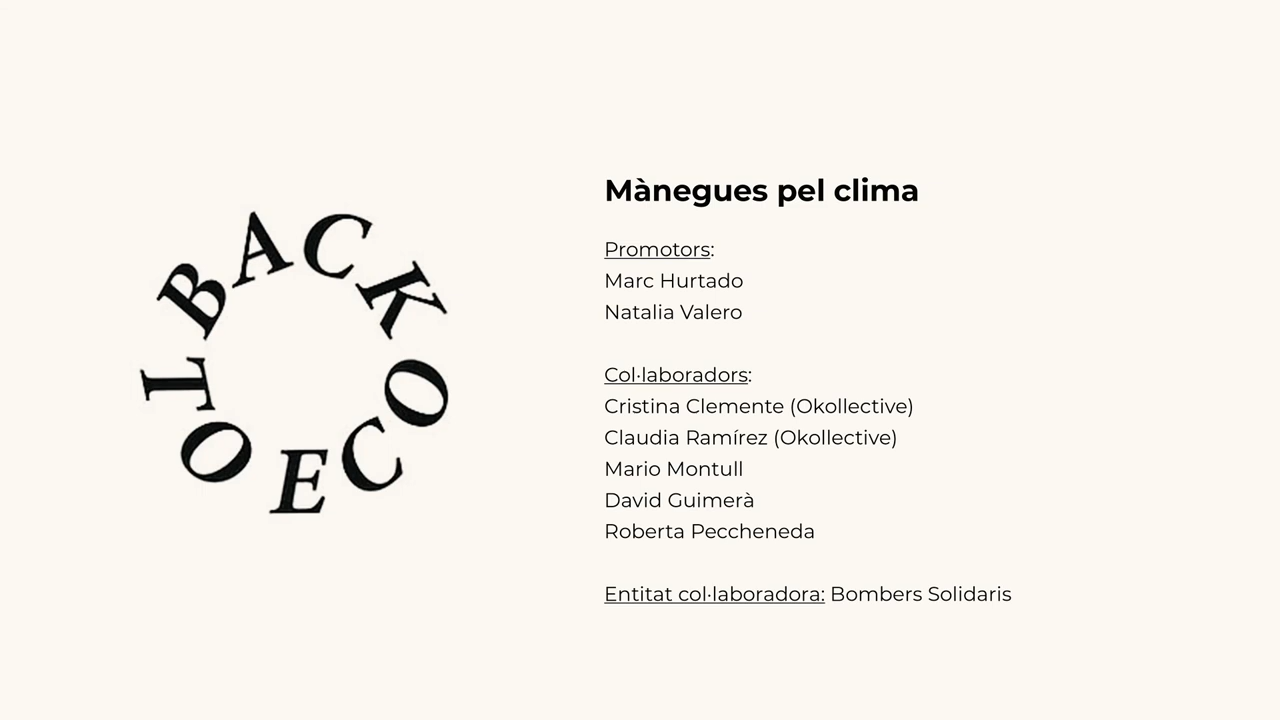 BACK TO ECO
Mànegues pel clima
Promotors:
Marc Hurtado
Natalia Valero
Col·laboradors:
Cristina Clemente (Okollective)
Claudia Ramírez (Okollective)
Mario Montull
David Guimerà
Roberta Peccheneda
Entitat col·laboradora: Bombers Solidaris